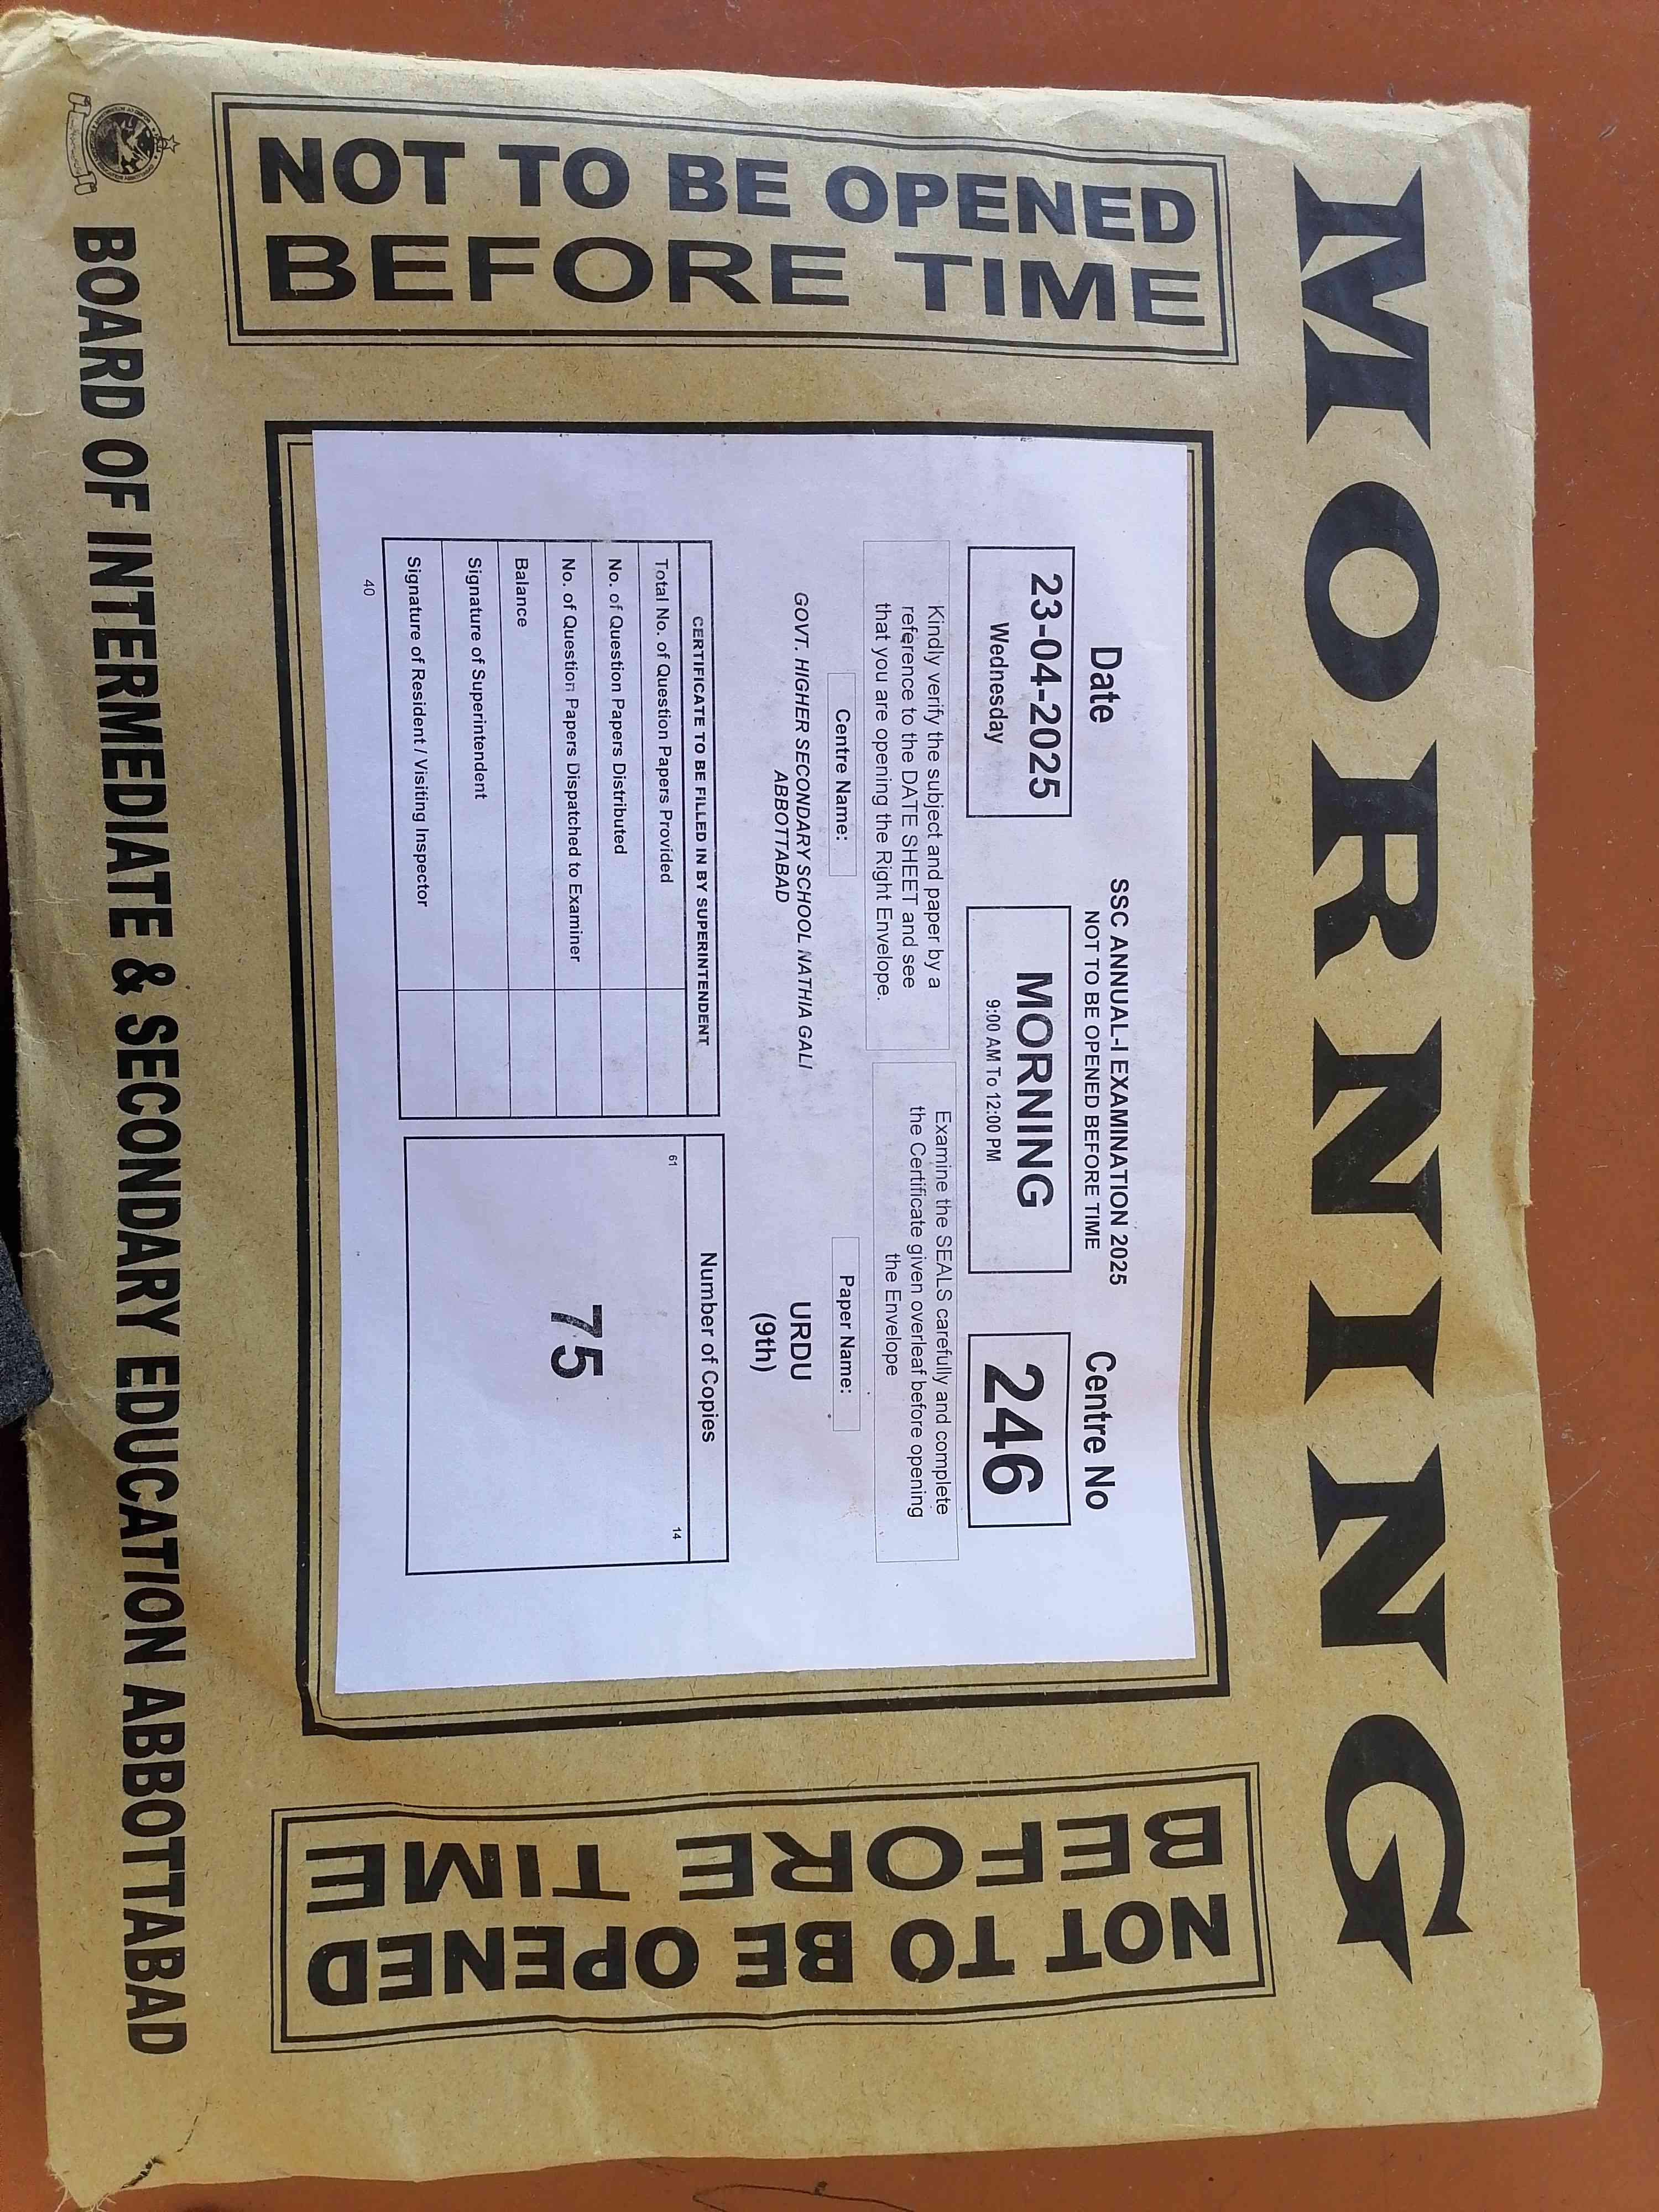 MORNING
NOT TO BE OPENED
BEFORE TIME
SSC ANNUAL-I EXAMINATION 2025
NOT TO BE OPENED BEFORE TIME
Date
Centre No
23-04-2025
Wednesday
MORNING
9:00 AM To 12:00 PM
246
Kindly verify the subject and paper by a
reference to the DATE SHEET and see
that you are opening the Right Envelope.
Examine the SEALS carefully and complete
the Certificate given overleaf before opening
the Envelope
Centre Name:
Paper Name:
GOVT. HIGHER SECONDARY SCHOOL NATHIA GALI
ABBOTTABAD
URDU
(9th)
CERTIFICATE TO BE FILLED IN BY SUPERINTENDENT
Total No. of Question Papers Provided
No. of Question Papers Distributed
No. of Question Papers Dispatched to Examiner
Balance
Signature of Superintendent
Signature of Resident / Visiting Inspector
Number of Copies
61
14
75
40
NOT TO BE OPENED
BEFORE TIME
BOARD OF INTERMEDIATE & SECONDARY EDUCATION ABBOTTABAD